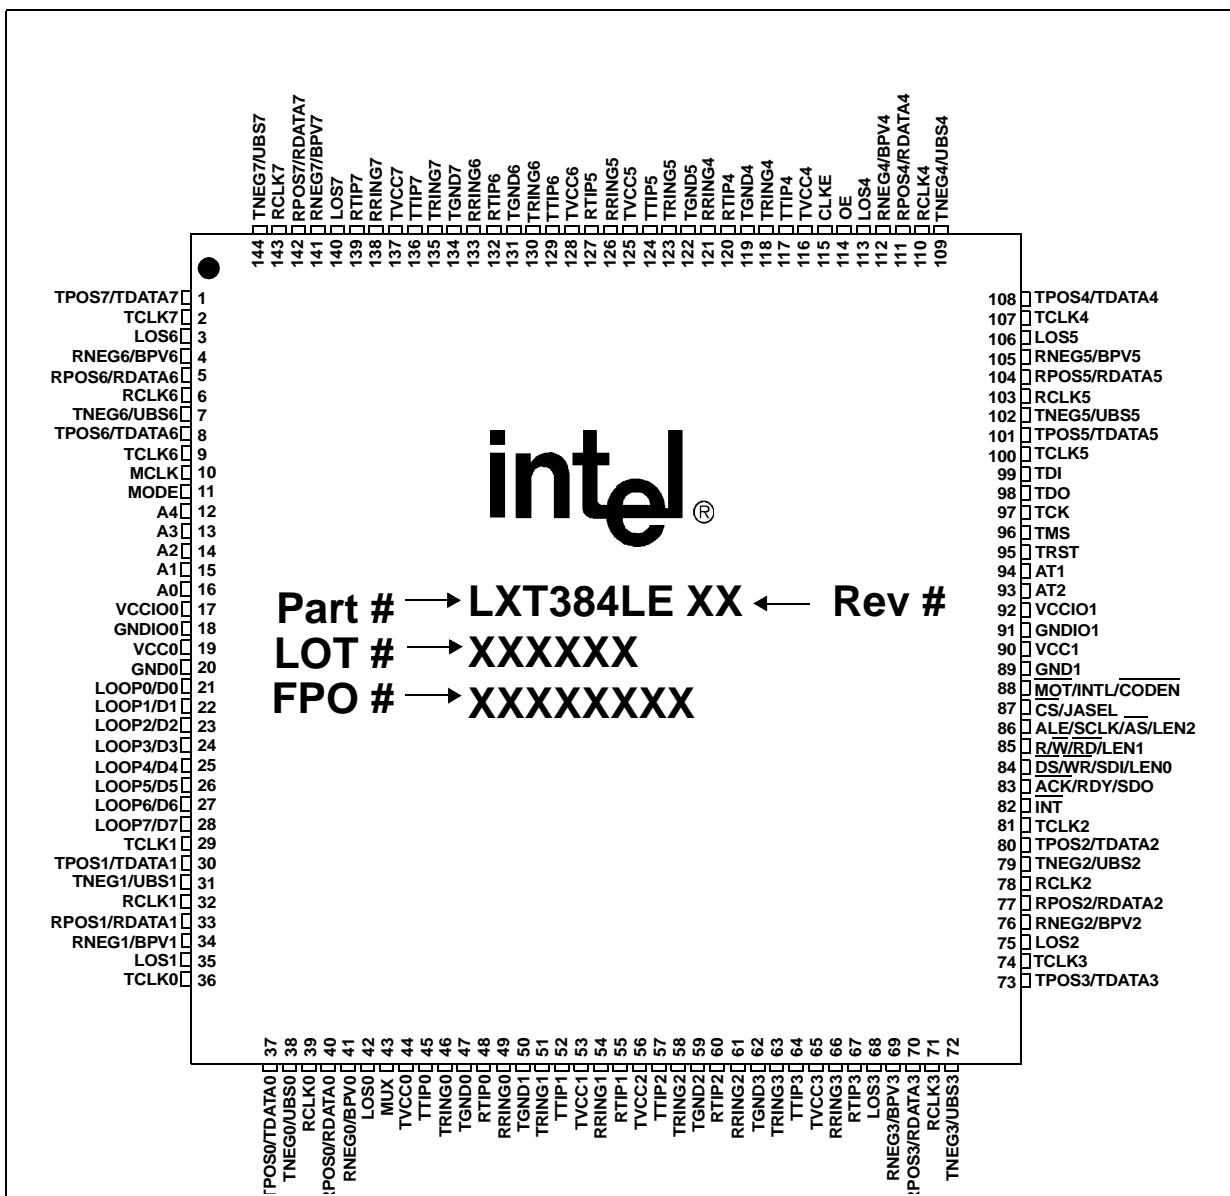 TNEG7/UBS7
RCLK7
RPOS7/RDATA7
RNEG7/BPV7
LOS7
RTIP7
RRING7
TVCC7
TTIP7
TRING7
TGND7
RRING6
RTIP6
TGND6
TRING6
TTIP6
TVCC6
RTIP5
RRING5
TVCC5
TTIP5
TRING5
TGND5
RRING4
RTIP4
TGND4
TRING4
TTIP4
TVCC4
CLKE
OE
LOS4
RNEG4/BPV4
RPOS4/RDATA4
RCLK4
TNEG4/UBS4
144 143 142 141 140 139 138 137 136 135 134 133 132 131 130 129 128 127 126 125 124 123 122 121 120 119 118 117 116 115 114 113 112 111 110 109
TPOS7/TDATA7 1
TCLK7 2
LOS6 3
RNEG6/BPV6 4
RPOS6/RDATA6 5
RCLK6 6
TNEG6/UBS6 7
TPOS6/TDATA6 8
TCLK6 9
MCLK 10
MODE 11
A4 12
A3 13
A2 14
A1 15
A0 16
VCCIO0 17
GNDIO0 18
VCC0 19
GND0 20
LOOP0/D0 21
LOOP1/D1 22
LOOP2/D2 23
LOOP3/D3 24
LOOP4/D4 25
LOOP5/D5 26
LOOP6/D6 27
LOOP7/D7 28
TCLK1 29
TPOS1/TDATA1 30
TNEG1/UBS1 31
RCLK1 32
RPOS1/RDATA1 33
RNEG1/BPV1 34
LOS1 35
TCLK0 36
intel®
Part # LXT384LE XX Rev #
LOT # XXXXXX
FPO # XXXXXXXX
108 TPOS4/TDATA4
107 TCLK4
106 LOS5
105 RNEG5/BPV5
104 RPOS5/RDATA5
103 RCLK5
102 TNEG5/UBS5
101 TPOS5/TDATA5
100 TCLK5
99 TDI
98 TDO
97 TCK
96 TMS
95 TRST
94 AT1
93 AT2
92 VCCIO1
91 GNDIO1
90 VCC1
89 GND1
88 MOT/INTL/CODEN
87 CS/JASEL
86 ALE/SCLK/AS/LEN2
85 R/W/RD/LEN1
84 DS/WR/SDI/LEN0
83 ACK/RDY/SDO
82 INT
81 TCLK2
80 TPOS2/TDATA2
79 TNEG2/UBS2
78 RCLK2
77 RPOS2/RDATA2
76 RNEG2/BPV2
75 LOS2
74 TCLK3
73 TPOS3/TDATA3
37 38 39 40 41 42 43 44 45 46 47 48 49 50 51 52 53 54 55 56 57 58 59 60 61 62 63 64 65 66 67 68 69 70 71 72
TPOS0/TDATA0
TNEG0/UBS0
RCLK0
RPOS0/RDATA0
RNEG0/BPV0
LOS0
MUX
TVCC0
TTIP0
TRING0
TGND0
RTIP0
RRING0
TGND1
TRING1
TTIP1
TVCC1
RRING1
RTIP1
TVCC2
TTIP2
TRING2
TGND2
RTIP2
RRING2
TGND3
TRING3
TTIP3
TVCC3
RRING3
RTIP3
LOS3
RNEG3/BPV3
RPOS3/RDATA3
RCLK3
TNEG3/UBS3